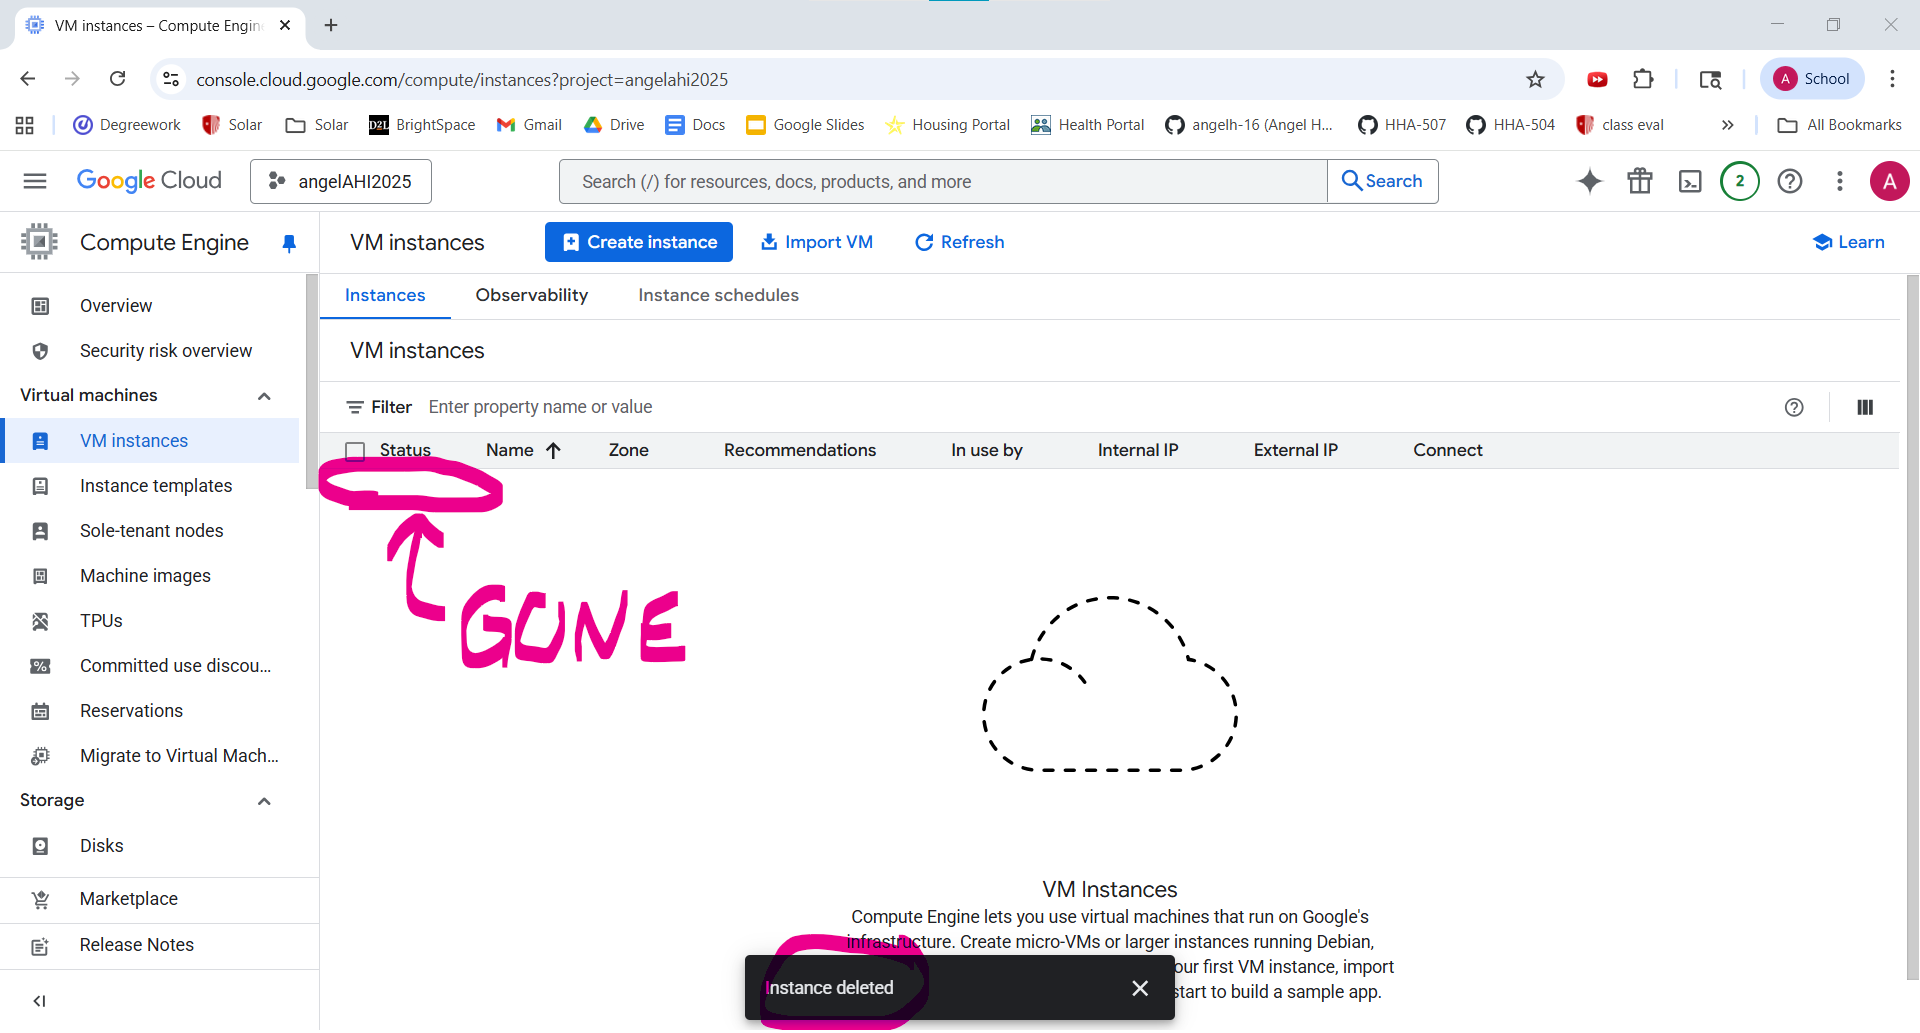 VM instances – Compute Engin
console.cloud.google.com/compute/instances?project=angelahi2025
A School
Degreework Solar Solar D2L BrightSpace Gmail Drive Docs Google Slides Housing Portal Health Portal angelh-16 (Angel H... HHA-507 HHA-504 class eval » All Bookmarks
Google Cloud angelAHI2025 Search (/) for resources, docs, products, and more Search 2 A
Compute Engine
VM instances Create instance Import VM Refresh Learn
Instances Observability Instance schedules
Overview
Security risk overview
Virtual machines
VM instances
Instance templates
Sole-tenant nodes
Machine images
TPUs
Committed use discou...
Reservations
Migrate to Virtual Mach...
Storage
Disks
Marketplace
Release Notes
VM instances
Filter Enter property name or value
Status Name Zone Recommendations In use by Internal IP External IP Connect
GONE
VM Instances
Compute Engine lets you use virtual machines that run on Google's
infrastructure. Create micro-VMs or larger instances running Debian,
our first VM instance, import
start to build a sample app.
Instance deleted